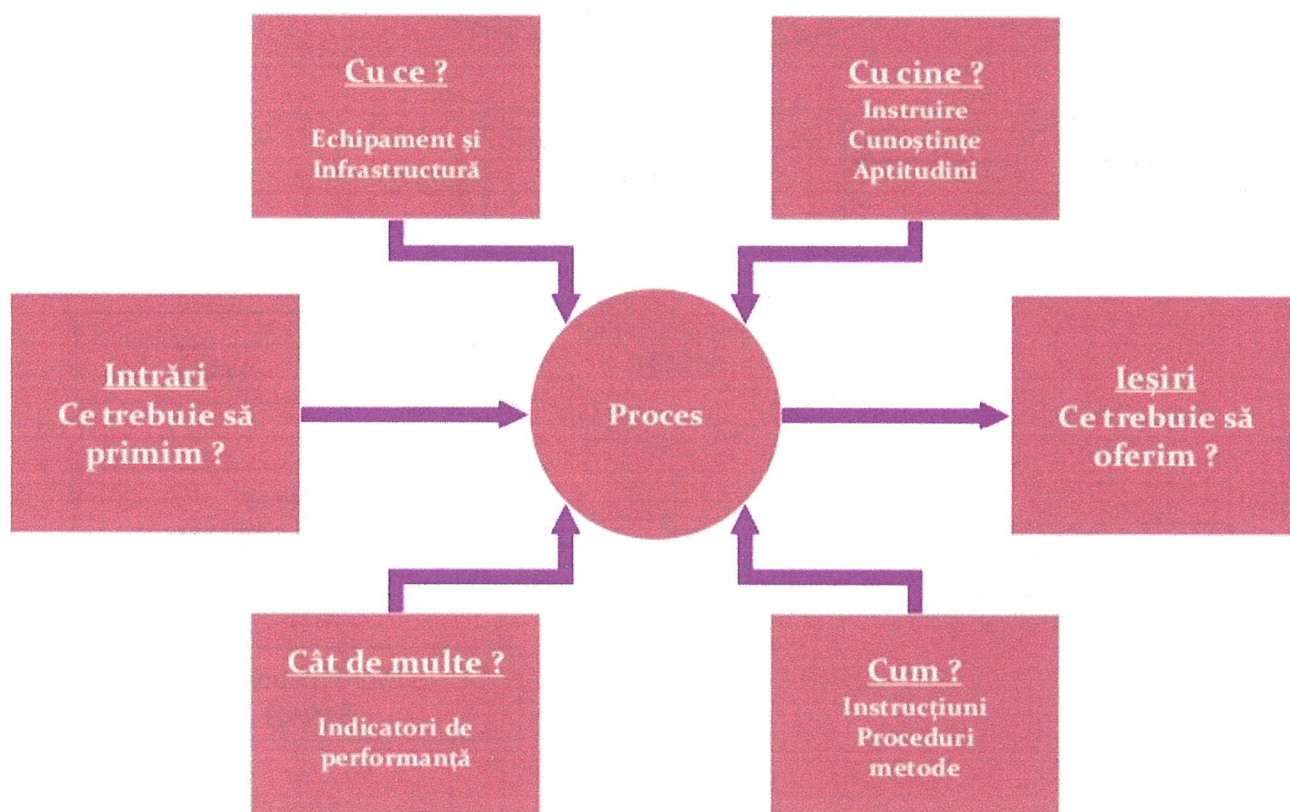 Cu ce ?
Echipament și
Infrastructură
Cu cine ?
Instruire
Cunoștințe
Aptitudini
Intrări
Ce trebuie să
primim ?
Proces
Ieșiri
Ce trebuie să
oferim ?
Cât de multe ?
Indicatori de
performanță
Cum ?
Instrucțiuni
Proceduri
metode